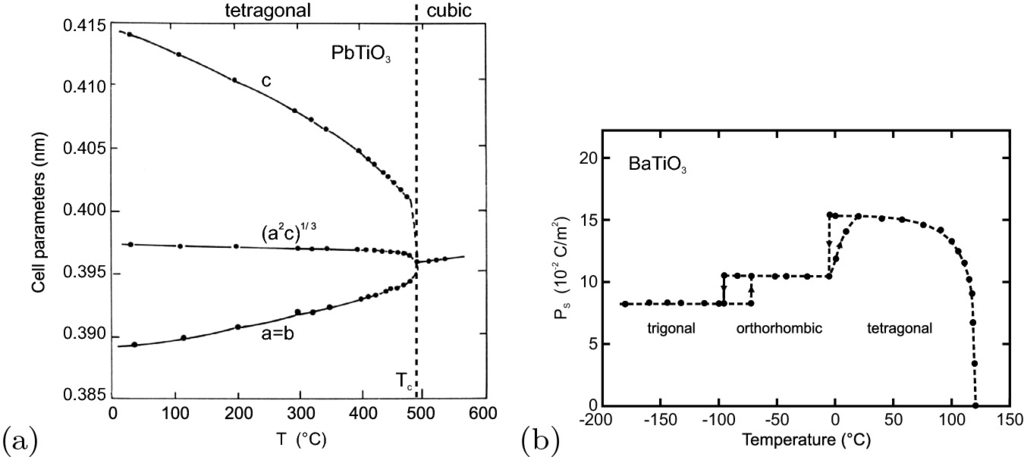 tetragonal cubic
PbTiO₃
c
(a²c)^1/3
a=b
T_c
Cell parameters (nm)
0.415
0.410
0.405
0.400
0.395
0.390
0.385
0 100 200 300 400 500 600
T (°C)
(a)
BaTiO₃
P_S (10⁻² C/m²)
20
15
10
5
0
trigonal orthorhombic tetragonal
-200 -150 -100 -50 0 50 100 150
Temperature (°C)
(b)